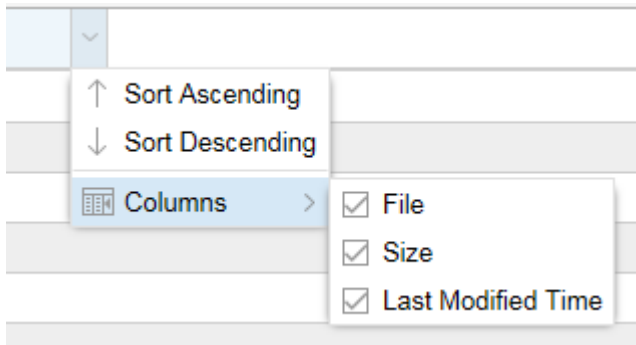 Sort Ascending
Sort Descending
Columns
File
Size
Last Modified Time